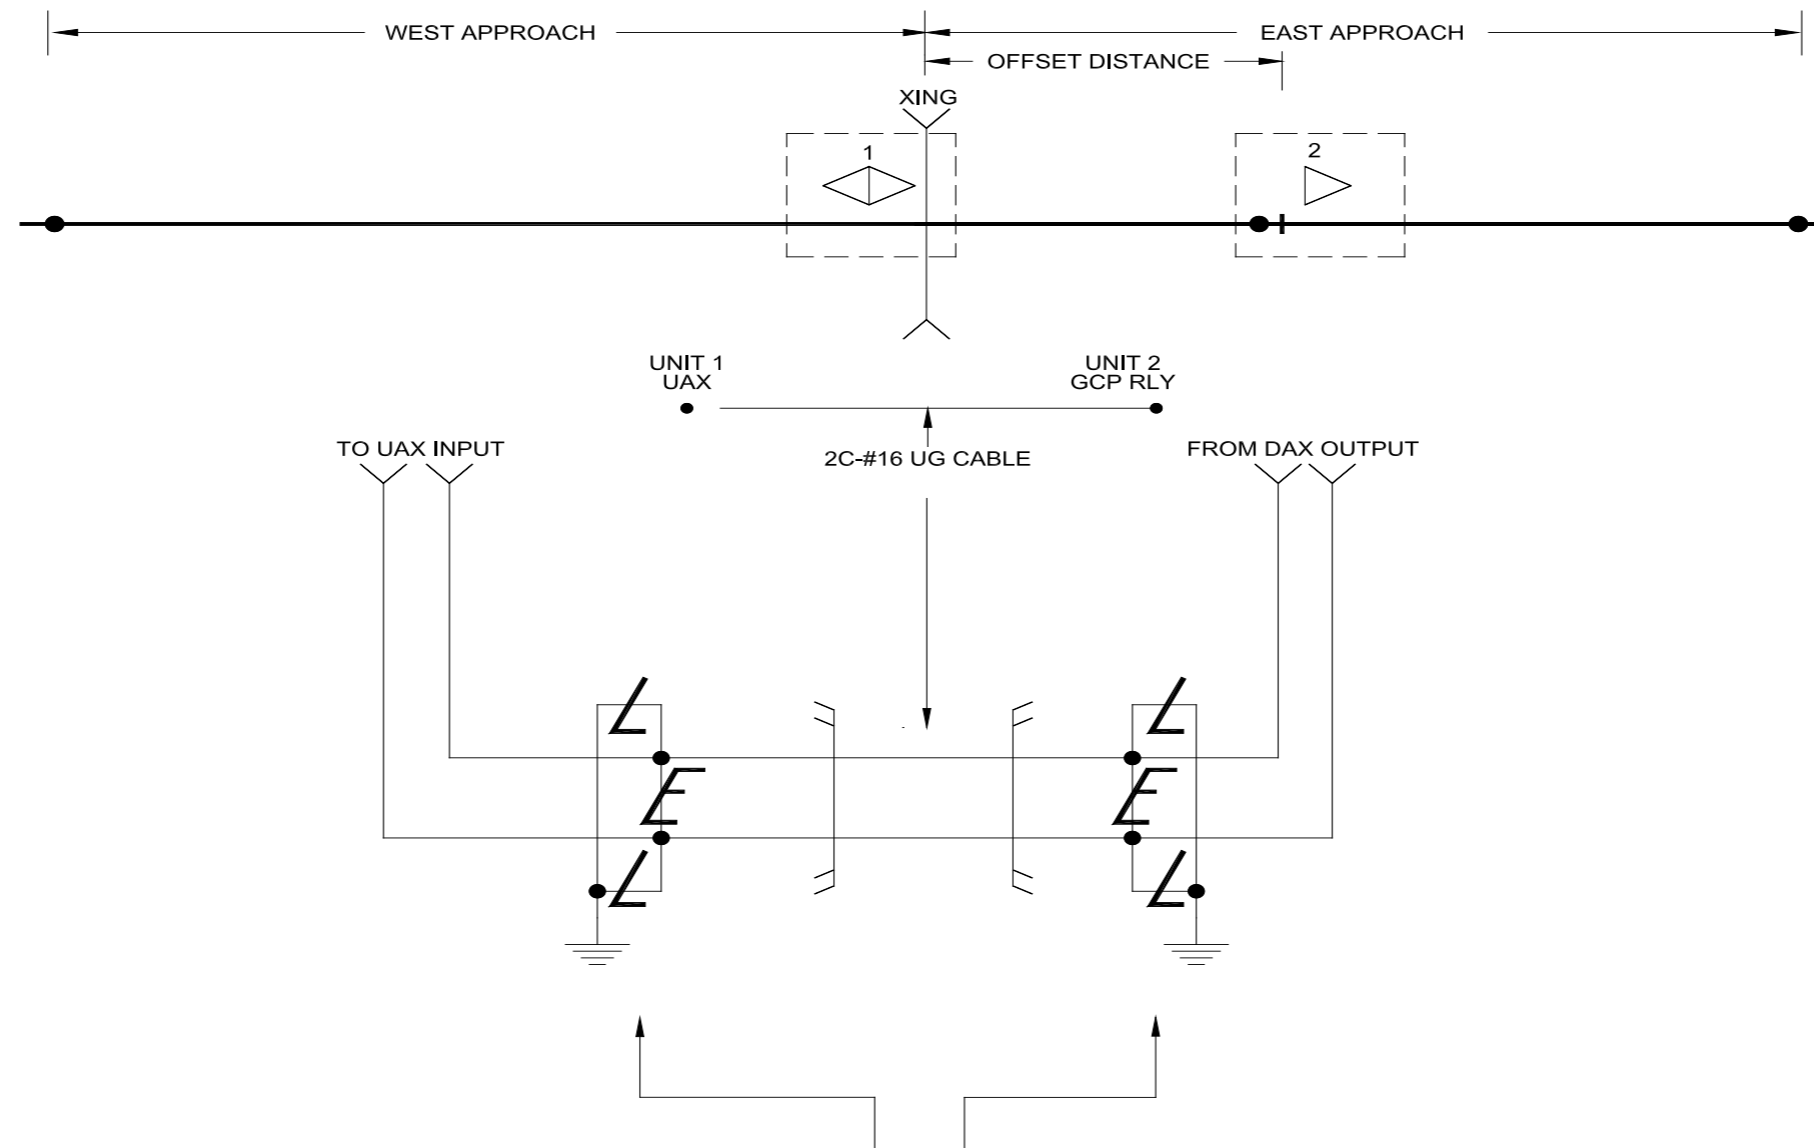 WEST APPROACH
EAST APPROACH
OFFSET DISTANCE
XING
1
2
UNIT 1
UAX
UNIT 2
GCP RLY
TO UAX INPUT
2C-#16 UG CABLE
FROM DAX OUTPUT